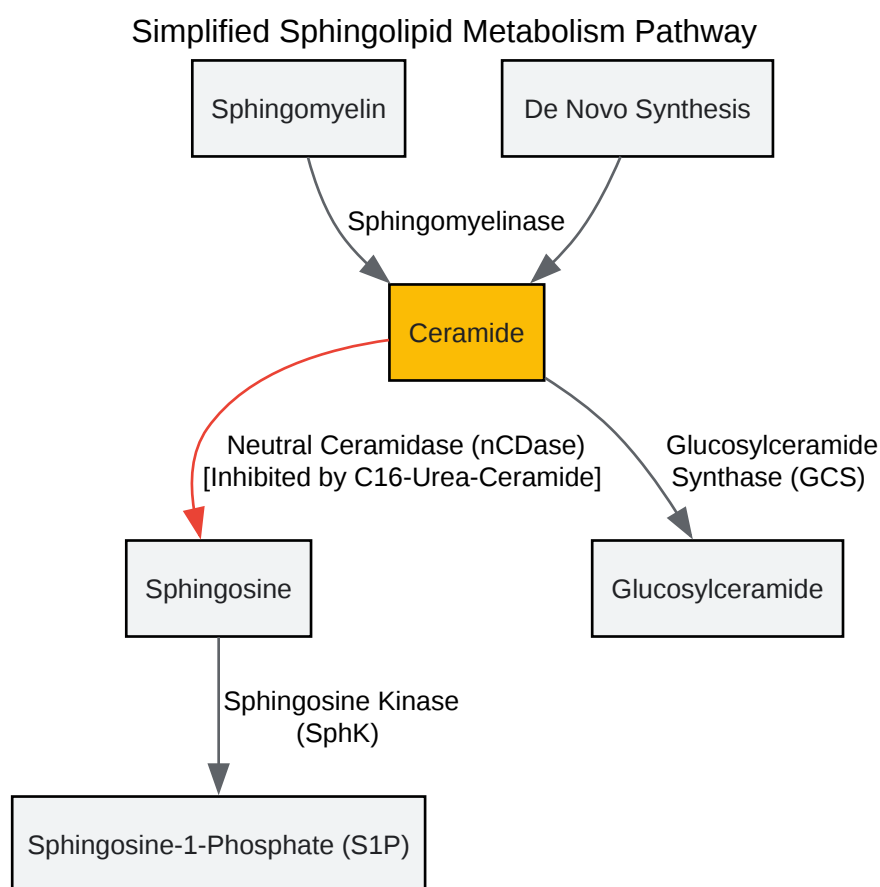 Simplified Sphingolipid Metabolism Pathway
Sphingomyelin
De Novo Synthesis
Sphingomyelinase
Ceramide
Neutral Ceramidase (nCDase)
[Inhibited by C16-Urea-Ceramide]
Glucosylceramide
Synthase (GCS)
Sphingosine
Glucosylceramide
Sphingosine Kinase
(SphK)
Sphingosine-1-Phosphate (S1P)